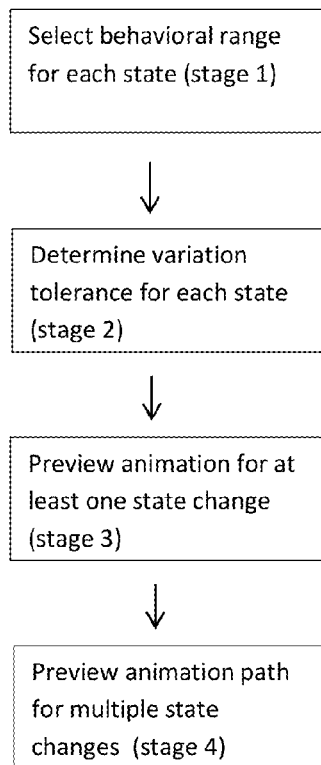 Select behavioral range
for each state (stage 1)
Determine variation
tolerance for each state
(stage 2)
Preview animation for at
least one state change
(stage 3)
Preview animation path
for multiple state
changes (stage 4)